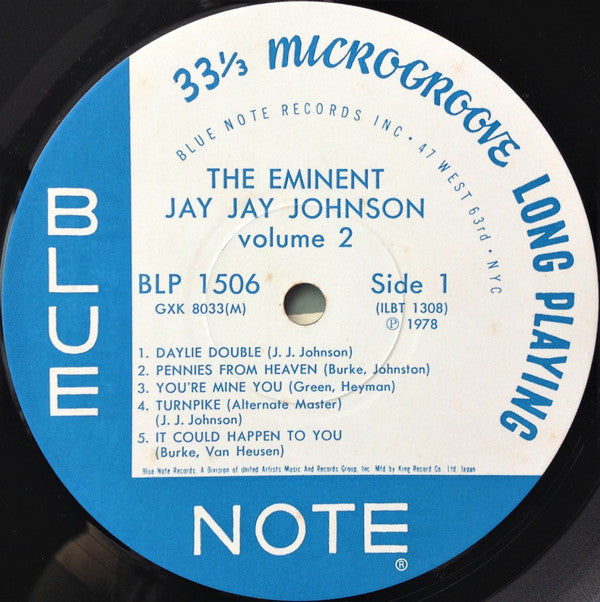 33⅓ MICROGROOVE LONG PLAYING
BLUE NOTE RECORDS INC • 47 WEST 63rd • NYC
THE EMINENT
JAY JAY JOHNSON
volume 2
BLP 1506 Side 1
GXK 8033(M) (ILBT 1308)
℗ 1978
1. DAYLIE DOUBLE (J. J. Johnson)
2. PENNIES FROM HEAVEN (Burke, Johnston)
3. YOU'RE MINE YOU (Green, Heyman)
4. TURNPIKE (Alternate Master)
(J. J. Johnson)
5. IT COULD HAPPEN TO YOU
(Burke, Van Heusen)
Blue Note Records, A Division of United Artists Music And Records Group, Inc. Mfd by King Record Co. Ltd. Japan
BLUE
NOTE®